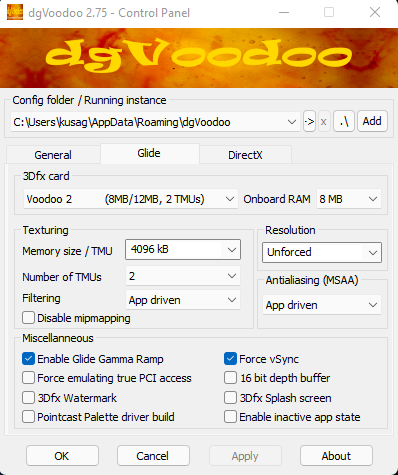 dgVoodoo 2.75 - Control Panel
dgVoodoo
Config folder / Running instance
C:\Users\kusag\AppData\Roaming\dgVoodoo -> x .\ Add
General Glide DirectX
3Dfx card
Voodoo 2 (8MB/12MB, 2 TMUs) Onboard RAM 8 MB
Texturing Resolution
Memory size / TMU 4096 kB Unforced
Number of TMUs 2 Antialiasing (MSAA)
Filtering App driven App driven
Disable mipmapping
Miscellaneous
Enable Glide Gamma Ramp Force vSync
Force emulating true PCI access 16 bit depth buffer
3Dfx Watermark 3Dfx Splash screen
Pointcast Palette driver build Enable inactive app state
OK Cancel Apply About